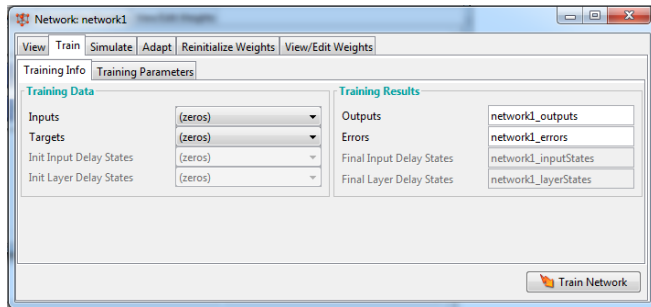 Network: network1
View Train Simulate Adapt Reinitialize Weights View/Edit Weights
Training Info Training Parameters
Training Data
Inputs (zeros)
Targets (zeros)
Init Input Delay States (zeros)
Init Layer Delay States (zeros)
Training Results
Outputs network1_outputs
Errors network1_errors
Final Input Delay States network1_inputStates
Final Layer Delay States network1_layerStates
Train Network